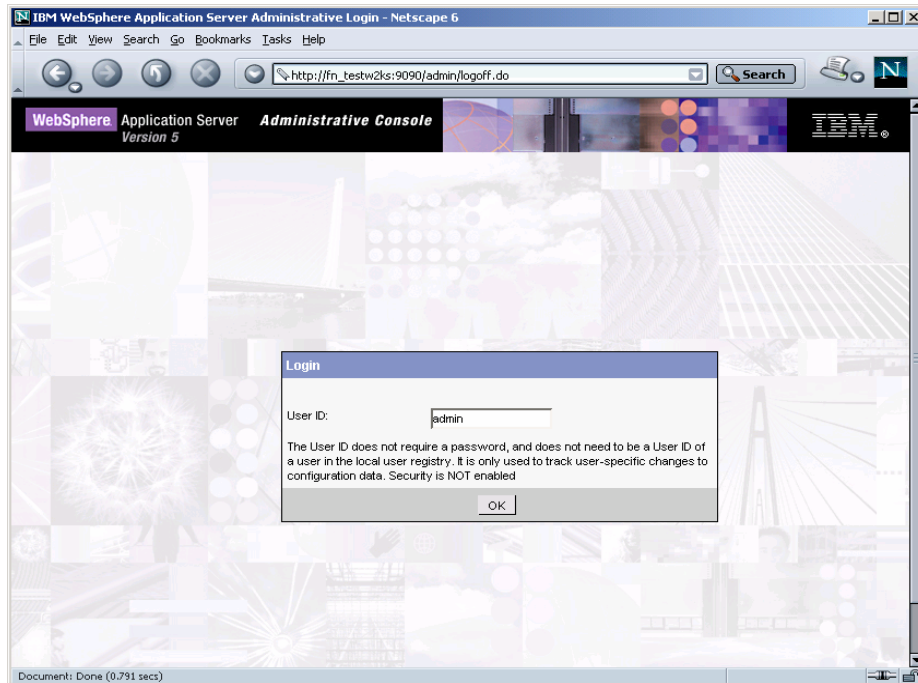 IBM WebSphere Application Server Administrative Login - Netscape 6
File Edit View Search Go Bookmarks Tasks Help
http://fn_testw2ks:9090/admin/logoff.do Search N
WebSphere Application Server Administrative Console
Version 5
IBM®
Login
User ID: admin
The User ID does not require a password, and does not need to be a User ID of
a user in the local user registry. It is only used to track user-specific changes to
configuration data. Security is NOT enabled
OK
Document: Done (0.791 secs)